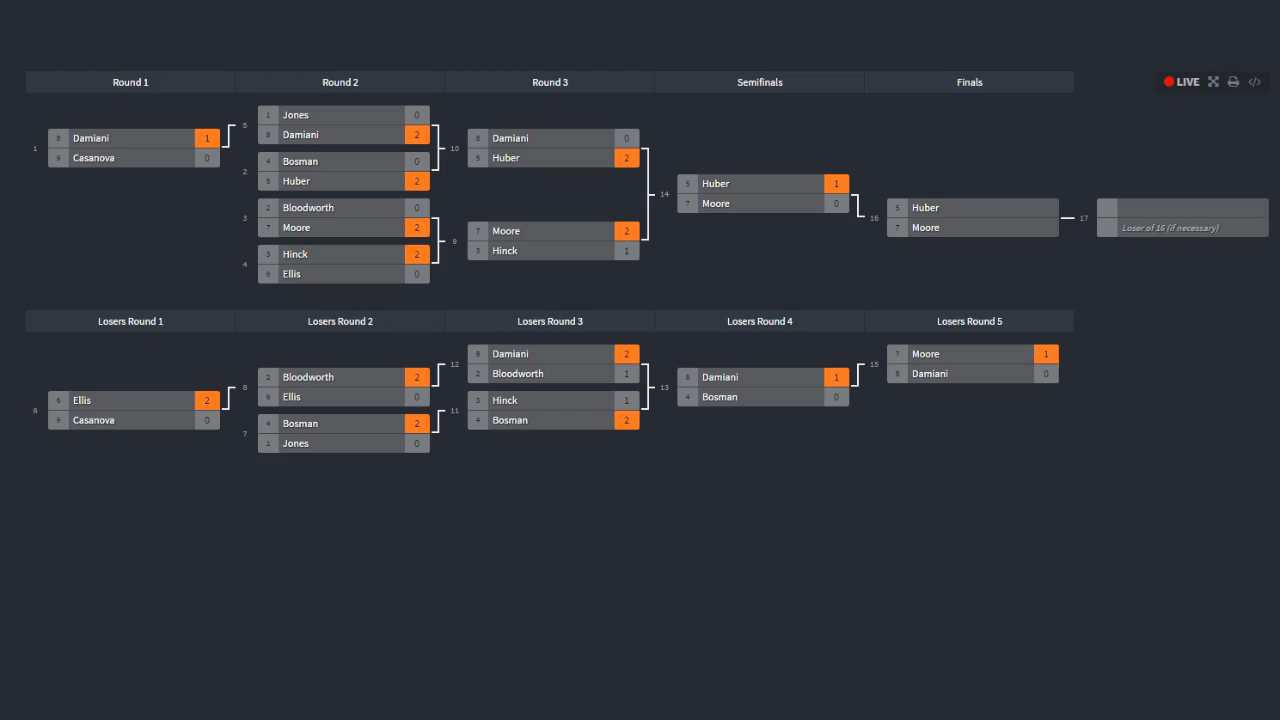 Round 1 Round 2 Round 3 Semifinals Finals
LIVE
1
8 Damiani 1
9 Casanova 0
5
1 Jones 0
8 Damiani 2
2
4 Bosman 0
5 Huber 2
3
2 Bloodworth 0
7 Moore 2
4
3 Hinck 2
6 Ellis 0
10
8 Damiani 0
5 Huber 2
9
7 Moore 2
3 Hinck 1
14
5 Huber 1
7 Moore 0
16
5 Huber
7 Moore
17
Loser of 16 (if necessary)
Losers Round 1 Losers Round 2 Losers Round 3 Losers Round 4 Losers Round 5
6
6 Ellis 2
9 Casanova 0
8
2 Bloodworth 2
6 Ellis 0
7
4 Bosman 2
1 Jones 0
12
8 Damiani 2
2 Bloodworth 1
11
3 Hinck 1
4 Bosman 2
13
8 Damiani 1
4 Bosman 0
15
7 Moore 1
8 Damiani 0